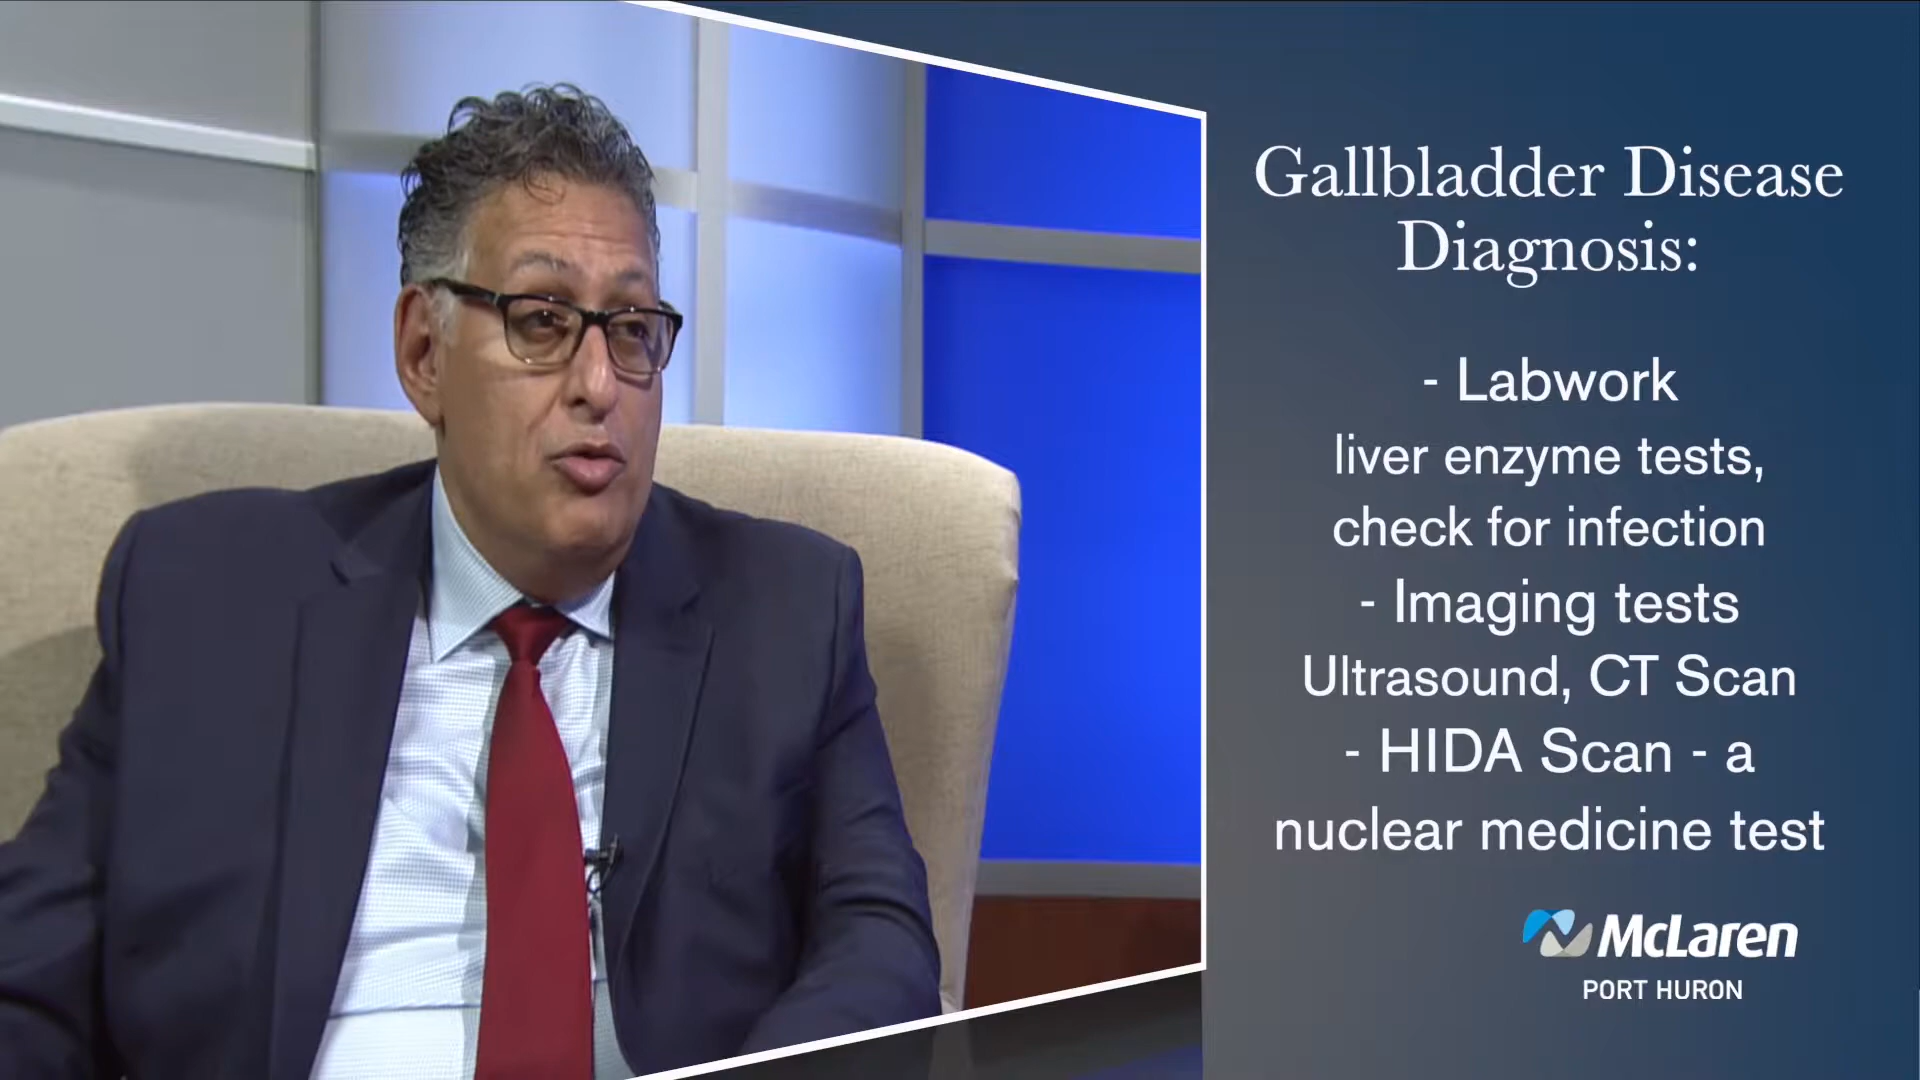 Gallbladder Disease
Diagnosis:
- Labwork
liver enzyme tests,
check for infection
- Imaging tests
Ultrasound, CT Scan
- HIDA Scan - a
nuclear medicine test
McLaren
PORT HURON